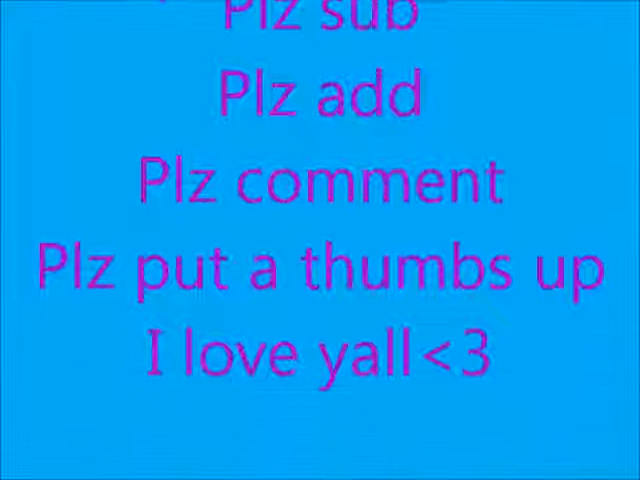 Plz sub
Plz add
Plz comment
Plz put a thumbs up
I love yall<3